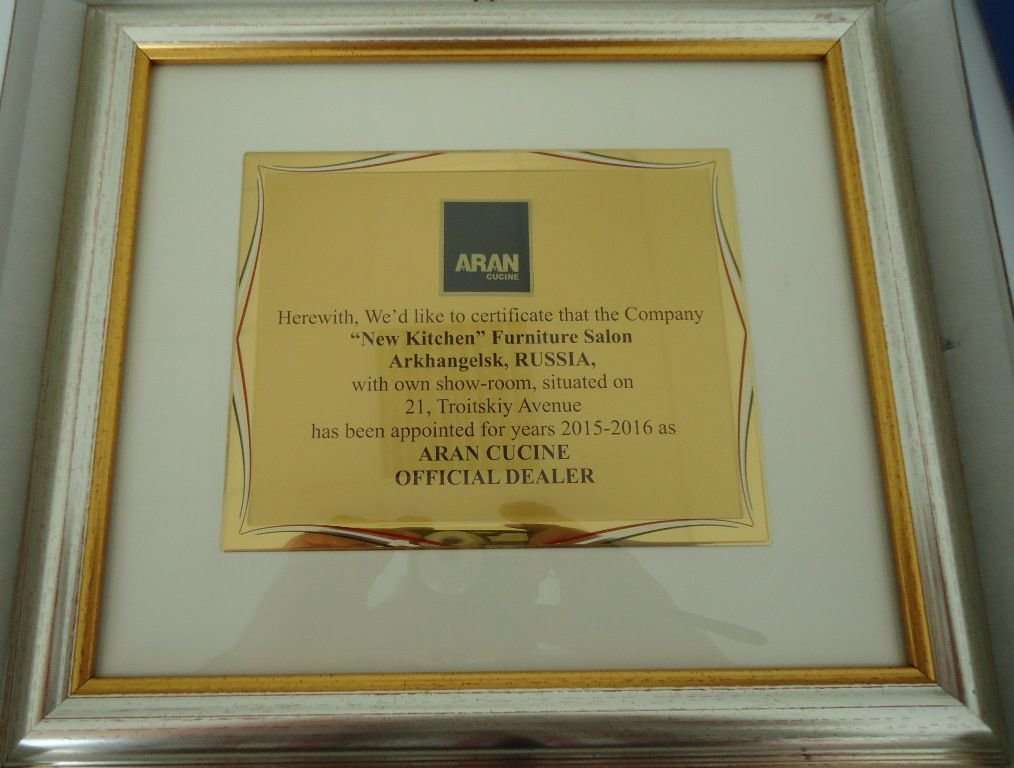 ARAN
CUCINE
Herewith, We'd like to certificate that the Company
“New Kitchen” Furniture Salon
Arkhangelsk, RUSSIA,
with own show-room, situated on
21, Troitskiy Avenue
has been appointed for years 2015-2016 as
ARAN CUCINE
OFFICIAL DEALER